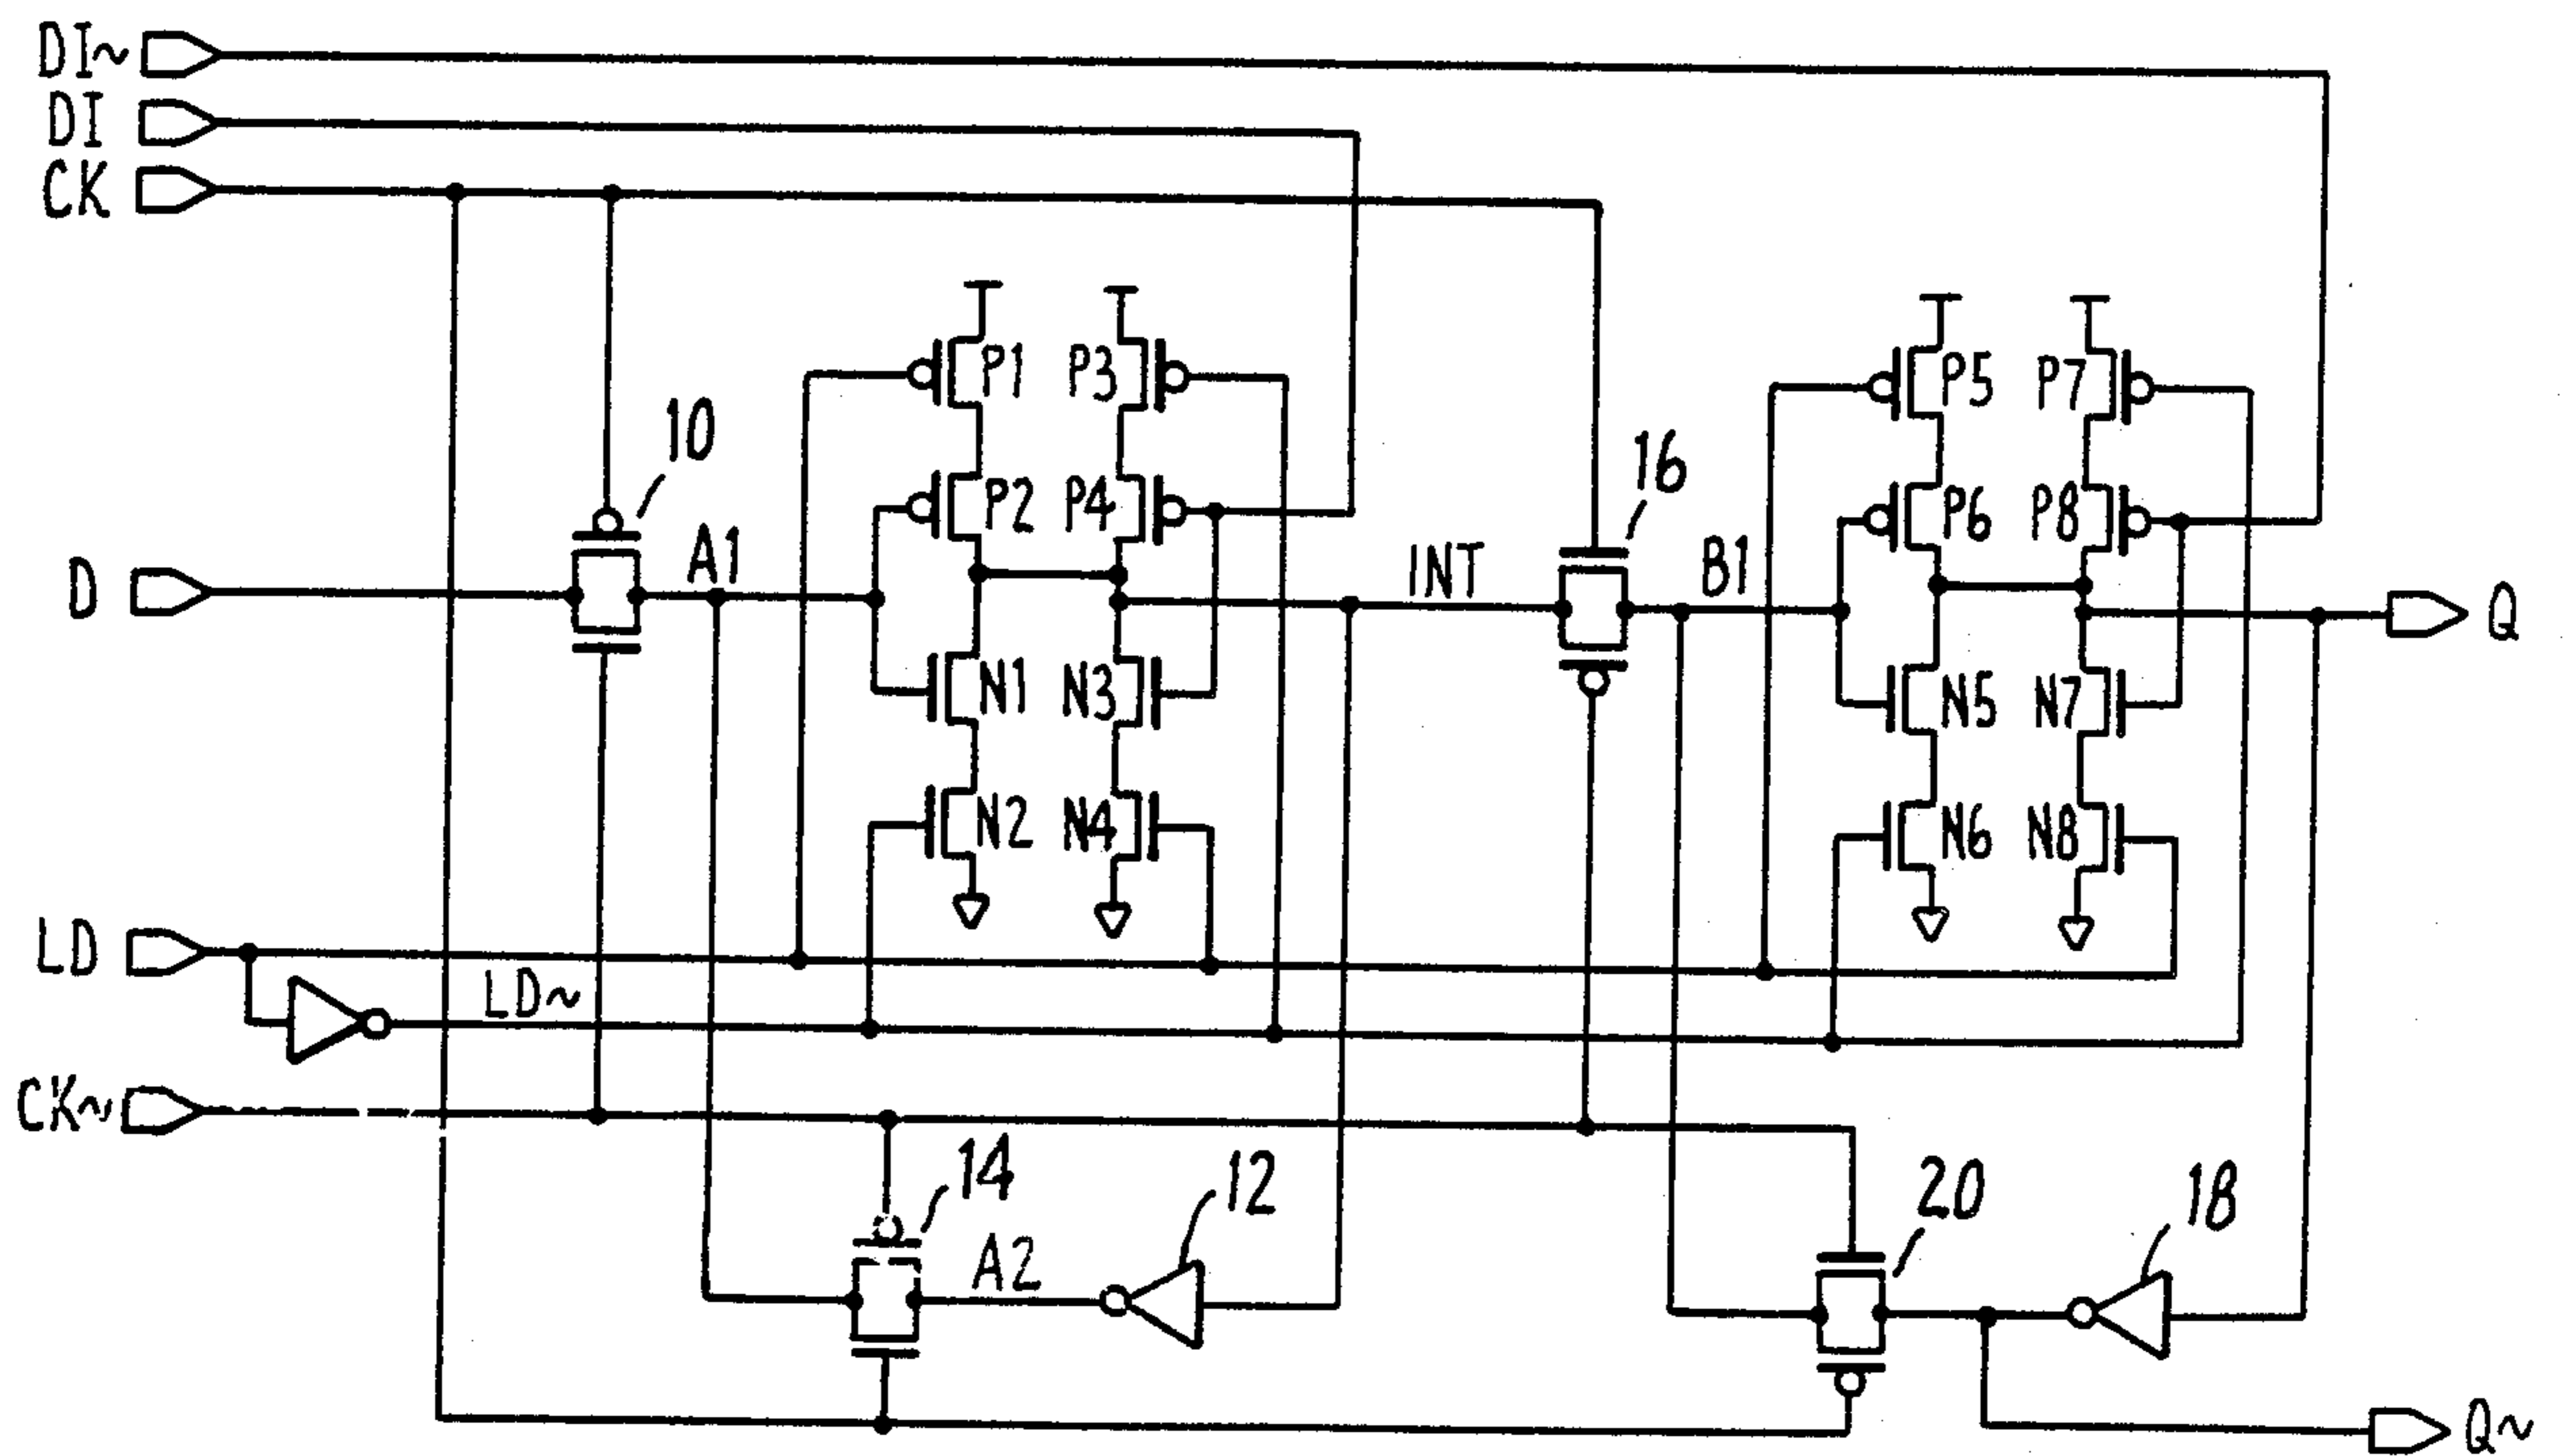 DI~
DI
CK
P1 P3
P5 P7
10
16
P2 P4
P6 P8
D
A1
INT
B1
Q
N1 N3
N5 N7
N2 N4
N6 N8
LD
LD~
CK~
14
12
20
18
A2
Q~